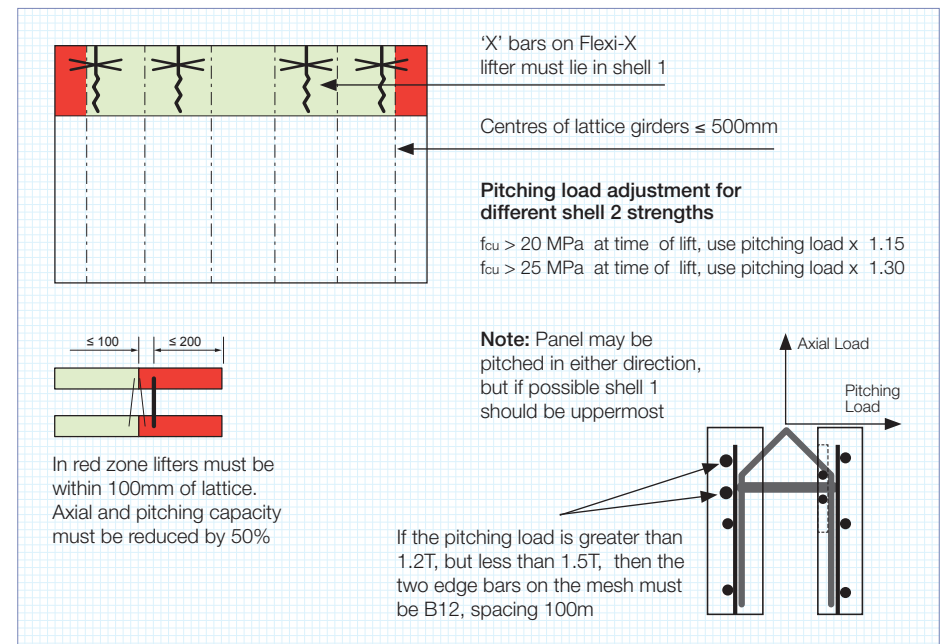 ‘X’ bars on Flexi-X
lifter must lie in shell 1
Centres of lattice girders ≤ 500mm
Pitching load adjustment for
different shell 2 strengths
fcu > 20 MPa at time of lift, use pitching load x 1.15
fcu > 25 MPa at time of lift, use pitching load x 1.30
≤ 100
≤ 200
In red zone lifters must be
within 100mm of lattice.
Axial and pitching capacity
must be reduced by 50%
Note: Panel may be
pitched in either direction,
but if possible shell 1
should be uppermost
Axial Load
Pitching
Load
If the pitching load is greater than
1.2T, but less than 1.5T, then the
two edge bars on the mesh must
be B12, spacing 100m